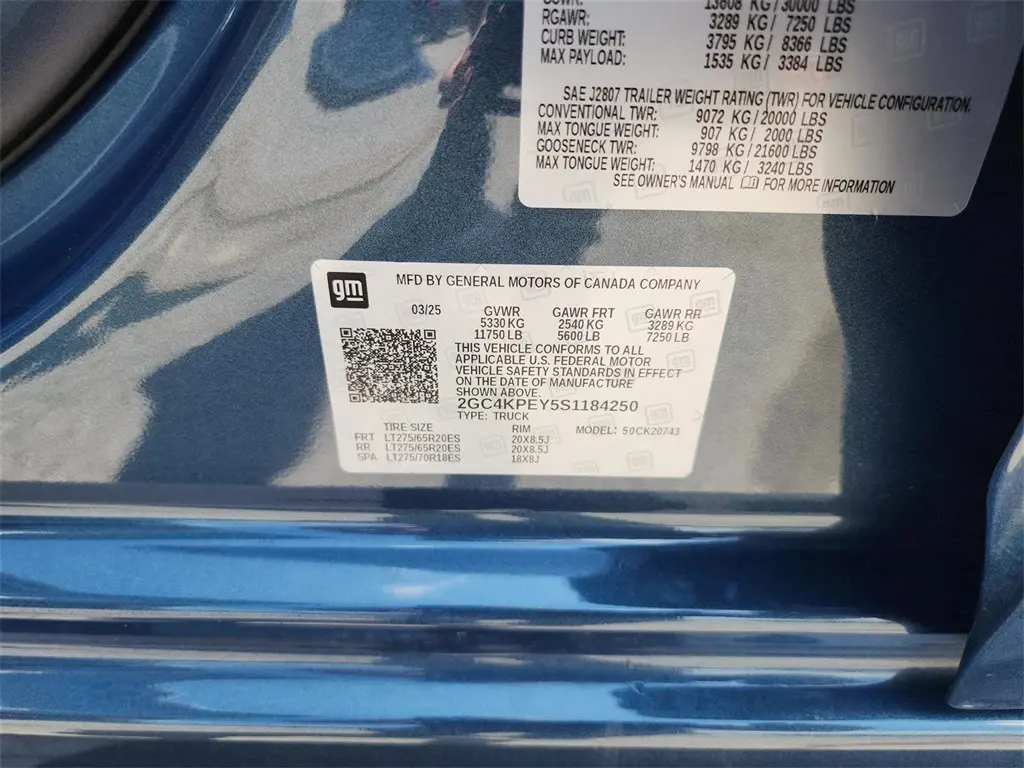 GCWR: 13608 KG/30000 LBS
RGAWR: 3289 KG/ 7250 LBS
CURB WEIGHT: 3795 KG/ 8366 LBS
MAX PAYLOAD: 1535 KG/ 3384 LBS
SAE J2807 TRAILER WEIGHT RATING (TWR) FOR VEHICLE CONFIGURATION.
CONVENTIONAL TWR: 9072 KG/20000 LBS
MAX TONGUE WEIGHT: 907 KG/ 2000 LBS
GOOSENECK TWR: 9798 KG/21600 LBS
MAX TONGUE WEIGHT: 1470 KG/ 3240 LBS
SEE OWNER'S MANUAL FOR MORE INFORMATION
gm MFD BY GENERAL MOTORS OF CANADA COMPANY
03/25 GVWR GAWR FRT GAWR RR
5330 KG 2540 KG 3289 KG
11750 LB 5600 LB 7250 LB
THIS VEHICLE CONFORMS TO ALL
APPLICABLE U.S. FEDERAL MOTOR
VEHICLE SAFETY STANDARDS IN EFFECT
ON THE DATE OF MANUFACTURE
SHOWN ABOVE.
2GC4KPEY5S1184250
TYPE: TRUCK
TIRE SIZE RIM MODEL: 50CK20743
FRT LT275/65R20ES 20X8.5J
RR LT275/65R20ES 20X8.5J
SPA LT275/70R18ES 18X8J